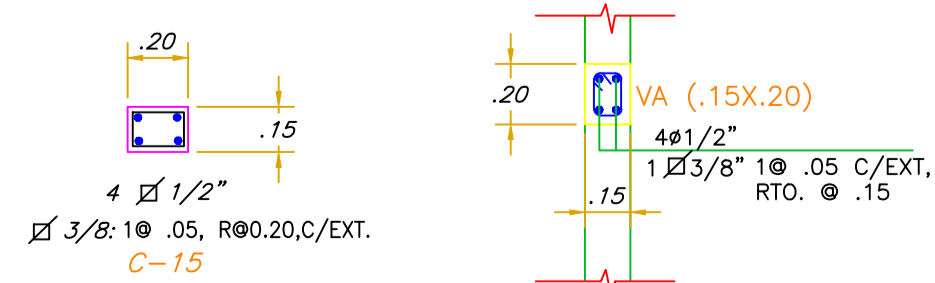 .20
.15
4 ⌀ 1/2”
⌀ 3/8: 1@ .05, R@0.20,C/EXT.
C-15
.20
VA (.15X.20)
4ø1/2”
1 ⌀3/8” 1@ .05 C/EXT,
RTO. @ .15
.15